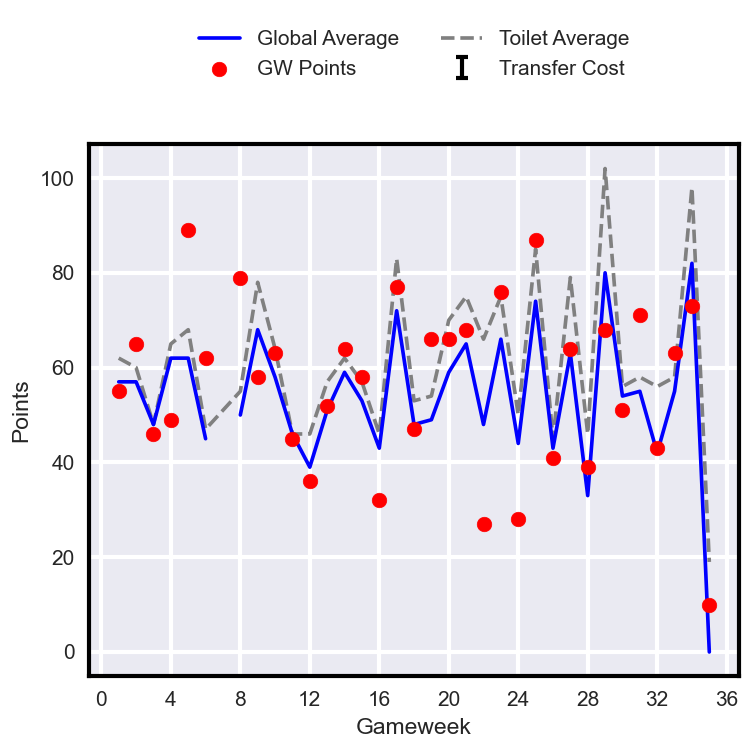 Global Average
Toilet Average
GW Points
Transfer Cost
100
80
60
40
20
0
Points
0 4 8 12 16 20 24 28 32 36
Gameweek